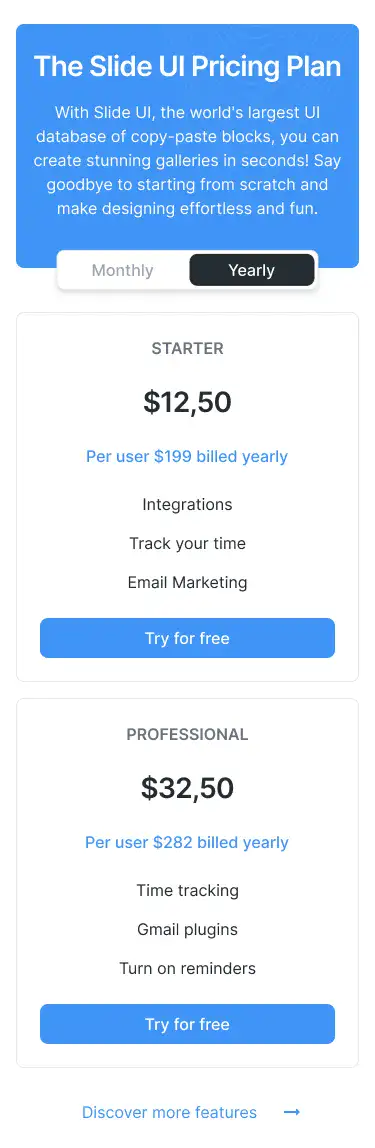 The Slide UI Pricing Plan
With Slide UI, the world's largest UI
database of copy-paste blocks, you can
create stunning galleries in seconds! Say
goodbye to starting from scratch and
make designing effortless and fun.
Monthly Yearly
STARTER
$12,50
Per user $199 billed yearly
Integrations
Track your time
Email Marketing
Try for free
PROFESSIONAL
$32,50
Per user $282 billed yearly
Time tracking
Gmail plugins
Turn on reminders
Try for free
Discover more features →